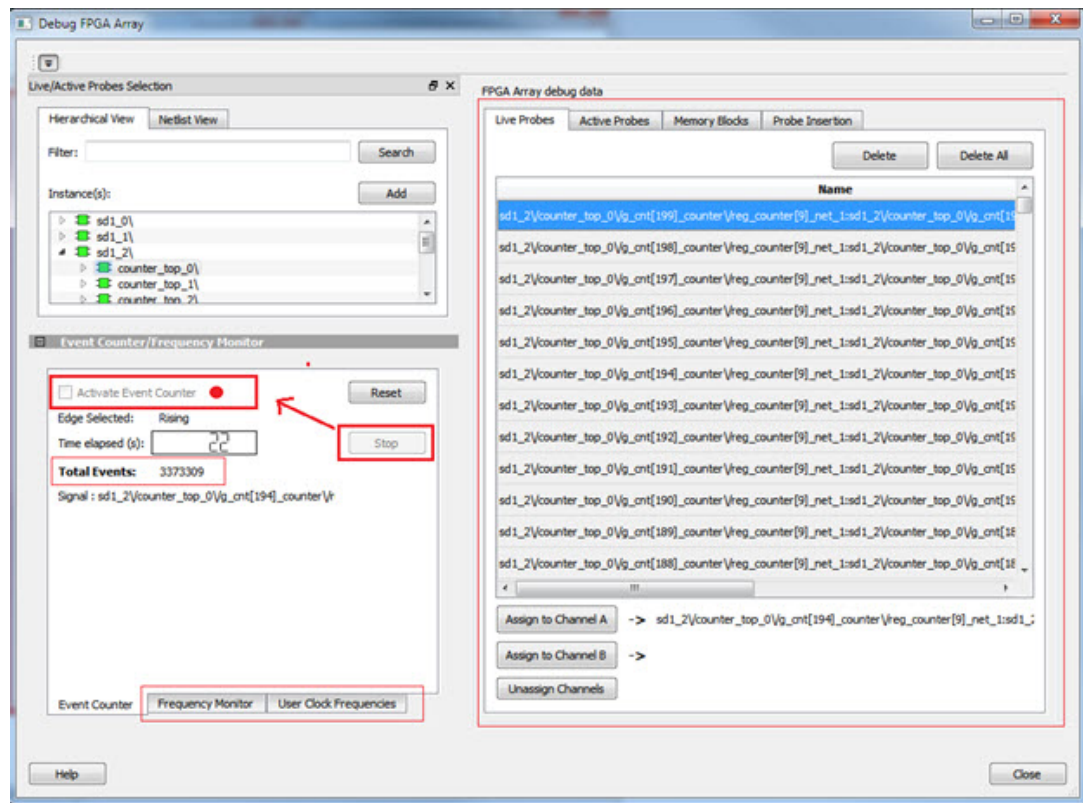 Debug FPGA Array
Live/Active Probes Selection
Hierarchical View Netlist View
Filter: Search
Instance(s): Add
sd1_0\
sd1_1\
sd1_2\
counter_top_0\
counter_top_1\
counter_top_2\
Event Counter/Frequency Monitor
Activate Event Counter Reset
Edge Selected: Rising
Time elapsed (s): 22 Stop
Total Events: 3373309
Signal : sd1_2\/counter_top_0\/g_cnt[194]_counter\/r
Event Counter Frequency Monitor User Clock Frequencies
Help
FPGA Array debug data
Live Probes Active Probes Memory Blocks Probe Insertion
Delete Delete All
Name
sd1_2\/counter_top_0\/g_cnt[199]_counter\/reg_counter[9]_net_1:sd1_2\/counter_top_0\/g_cnt[19
sd1_2\/counter_top_0\/g_cnt[198]_counter\/reg_counter[9]_net_1:sd1_2\/counter_top_0\/g_cnt[19
sd1_2\/counter_top_0\/g_cnt[197]_counter\/reg_counter[9]_net_1:sd1_2\/counter_top_0\/g_cnt[19
sd1_2\/counter_top_0\/g_cnt[196]_counter\/reg_counter[9]_net_1:sd1_2\/counter_top_0\/g_cnt[19
sd1_2\/counter_top_0\/g_cnt[195]_counter\/reg_counter[9]_net_1:sd1_2\/counter_top_0\/g_cnt[19
sd1_2\/counter_top_0\/g_cnt[194]_counter\/reg_counter[9]_net_1:sd1_2\/counter_top_0\/g_cnt[19
sd1_2\/counter_top_0\/g_cnt[193]_counter\/reg_counter[9]_net_1:sd1_2\/counter_top_0\/g_cnt[19
sd1_2\/counter_top_0\/g_cnt[192]_counter\/reg_counter[9]_net_1:sd1_2\/counter_top_0\/g_cnt[19
sd1_2\/counter_top_0\/g_cnt[191]_counter\/reg_counter[9]_net_1:sd1_2\/counter_top_0\/g_cnt[19
sd1_2\/counter_top_0\/g_cnt[190]_counter\/reg_counter[9]_net_1:sd1_2\/counter_top_0\/g_cnt[19
sd1_2\/counter_top_0\/g_cnt[189]_counter\/reg_counter[9]_net_1:sd1_2\/counter_top_0\/g_cnt[18
sd1_2\/counter_top_0\/g_cnt[188]_counter\/reg_counter[9]_net_1:sd1_2\/counter_top_0\/g_cnt[18
Assign to Channel A -> sd1_2\/counter_top_0\/g_cnt[194]_counter\/reg_counter[9]_net_1:sd1_2
Assign to Channel B ->
Unassign Channels
Close